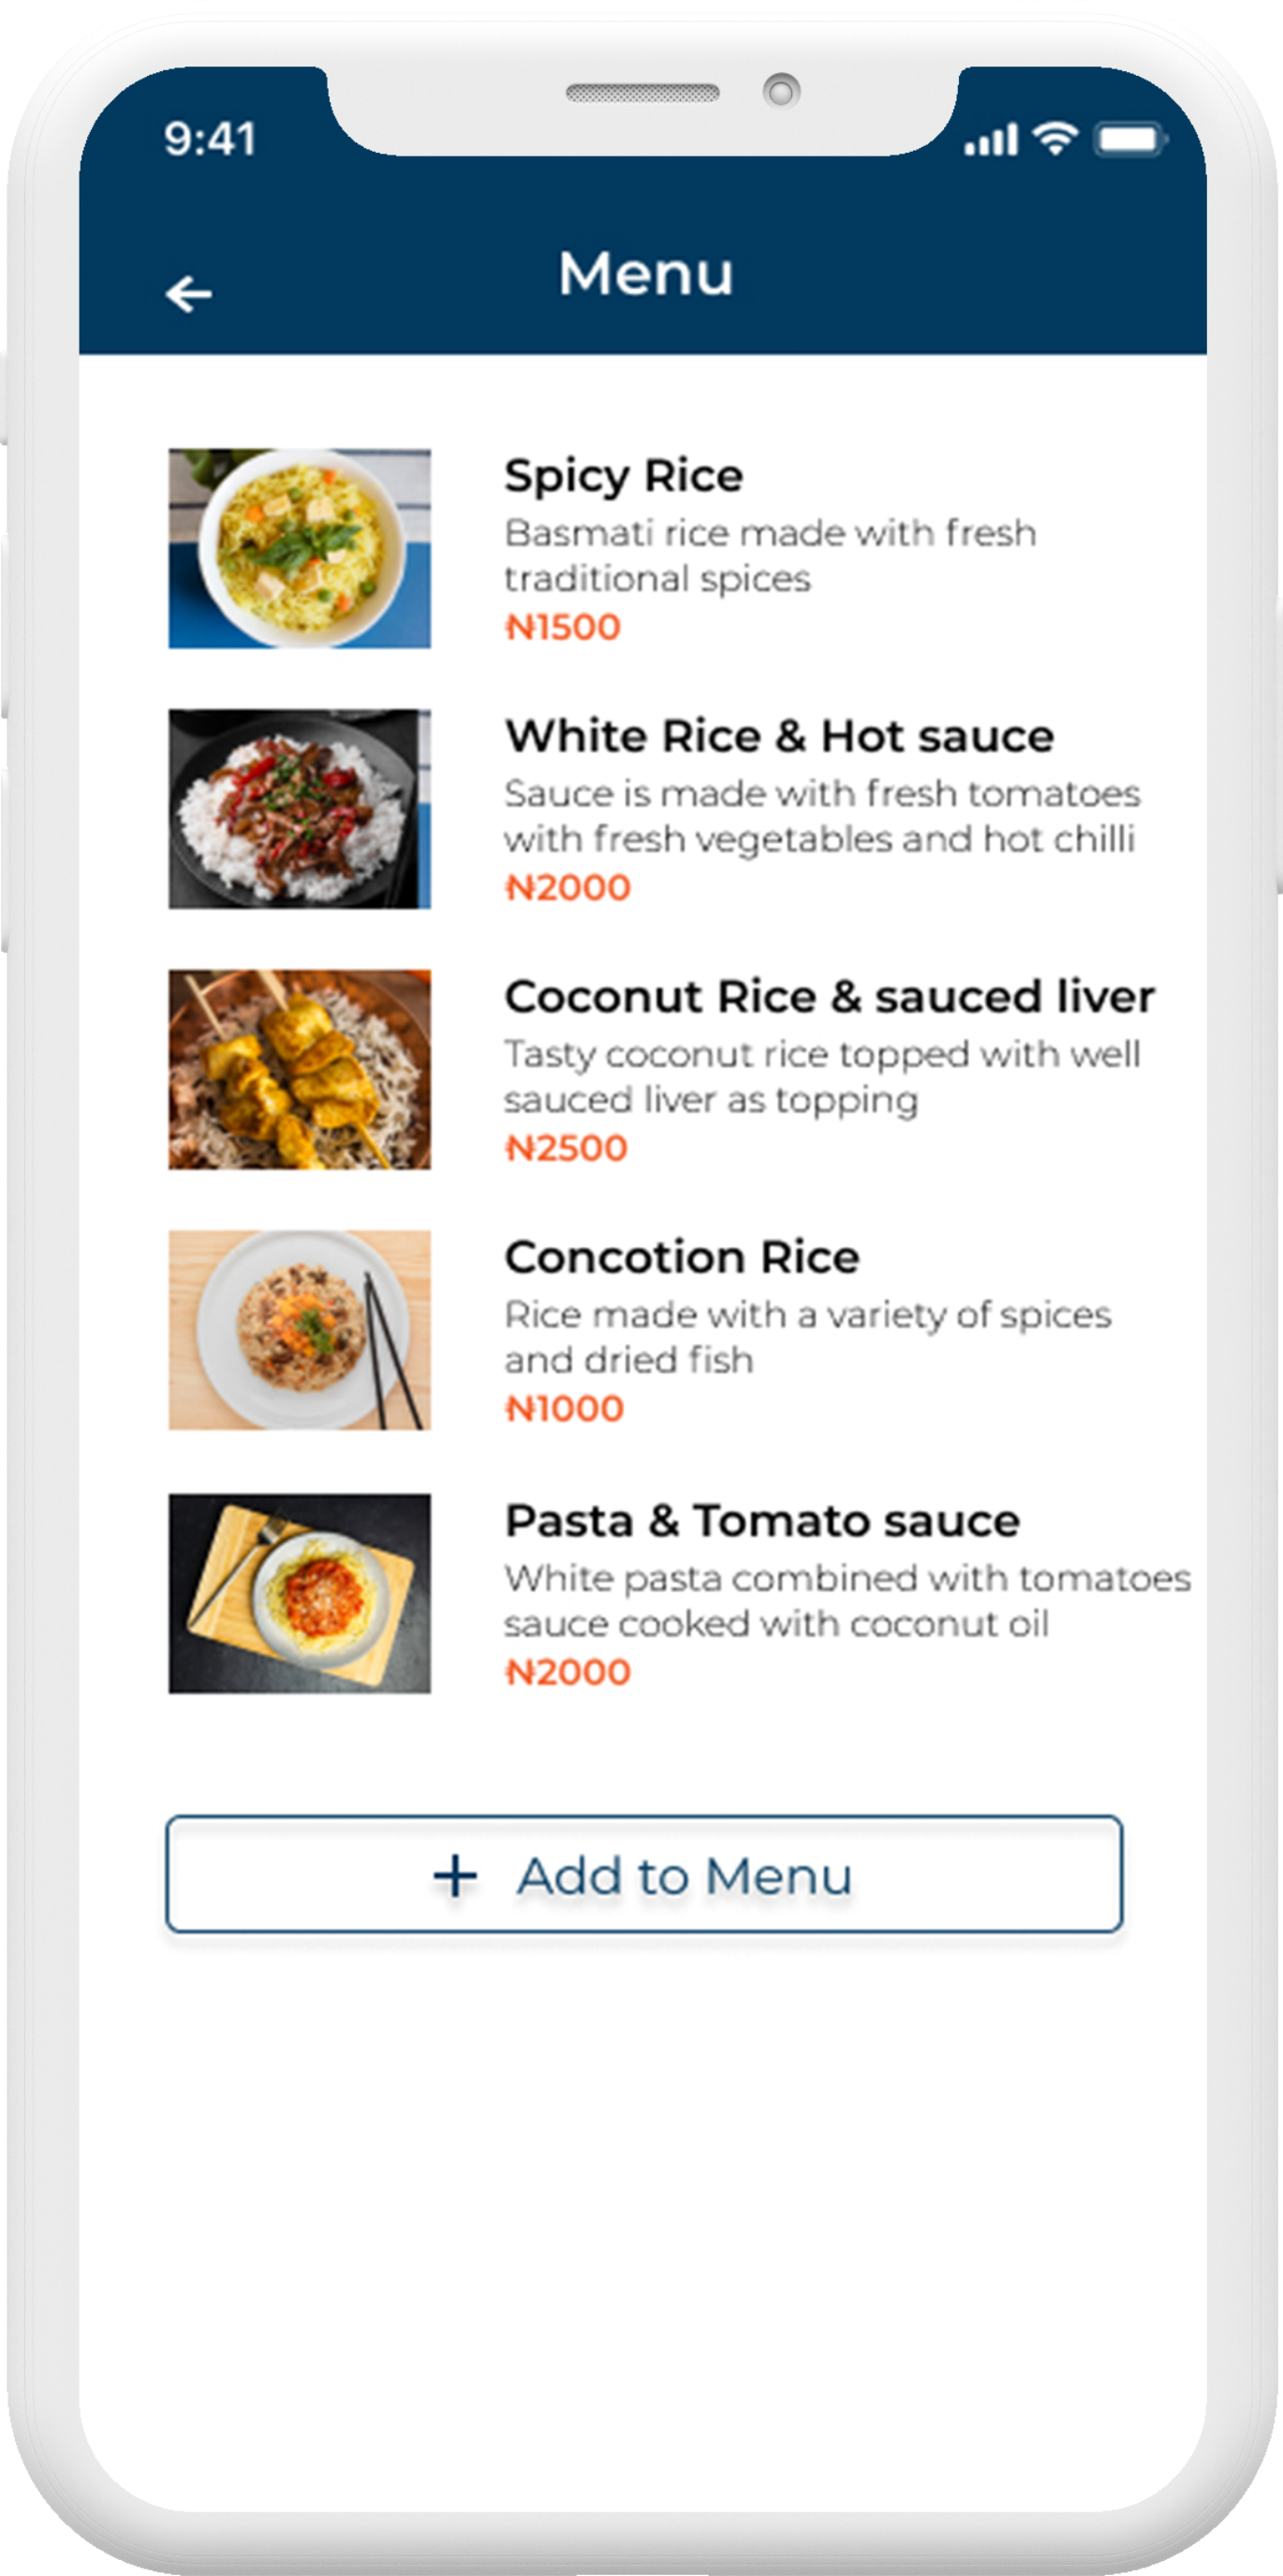 9:41
Menu
Spicy Rice
Basmati rice made with fresh
traditional spices
₦1500
White Rice & Hot sauce
Sauce is made with fresh tomatoes
with fresh vegetables and hot chilli
₦2000
Coconut Rice & sauced liver
Tasty coconut rice topped with well
sauced liver as topping
₦2500
Concotion Rice
Rice made with a variety of spices
and dried fish
₦1000
Pasta & Tomato sauce
White pasta combined with tomatoes
sauce cooked with coconut oil
₦2000
+ Add to Menu